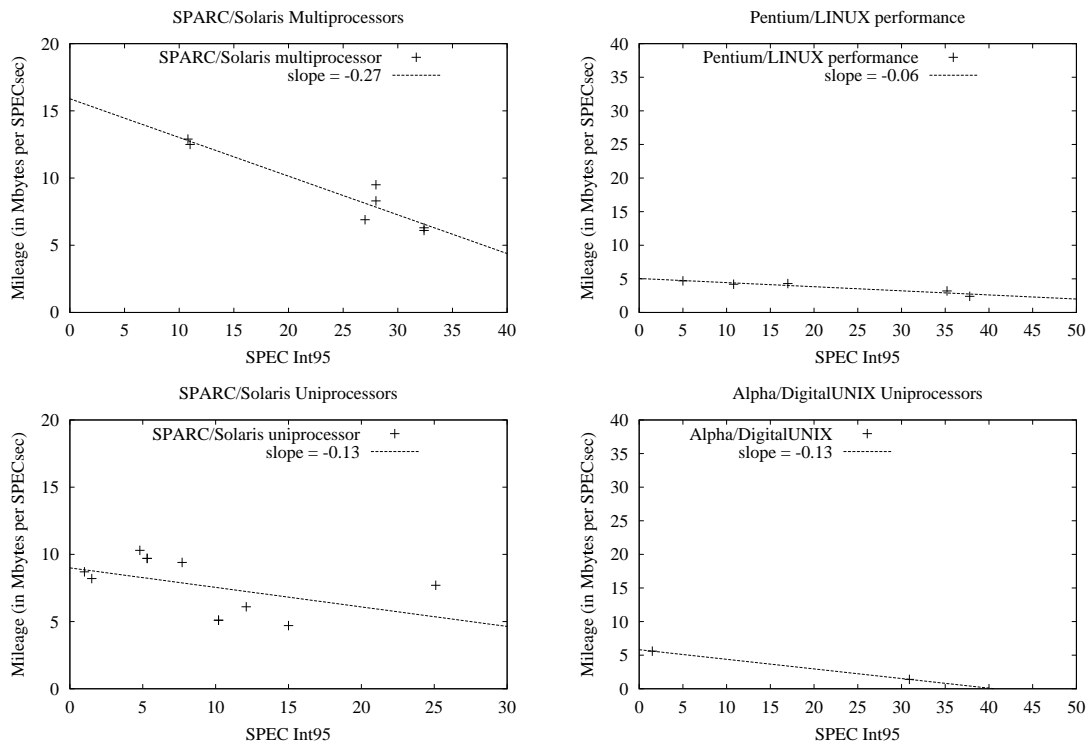 SPARC/Solaris Multiprocessors
Mileage (in Mbytes per SPECsec)
20
15
10
5
0
SPARC/Solaris multiprocessor
slope = -0.27
0 5 10 15 20 25 30 35 40
SPEC Int95
Pentium/LINUX performance
Mileage (in Mbytes per SPECsec)
40
35
30
25
20
15
10
5
0
Pentium/LINUX performance
slope = -0.06
0 5 10 15 20 25 30 35 40 45 50
SPEC Int95
SPARC/Solaris Uniprocessors
Mileage (in Mbytes per SPECsec)
20
15
10
5
0
SPARC/Solaris uniprocessor
slope = -0.13
0 5 10 15 20 25 30
SPEC Int95
Alpha/DigitalUNIX Uniprocessors
Mileage (in Mbytes per SPECsec)
40
35
30
25
20
15
10
5
0
Alpha/DigitalUNIX
slope = -0.13
0 5 10 15 20 25 30 35 40 45 50
SPEC Int95